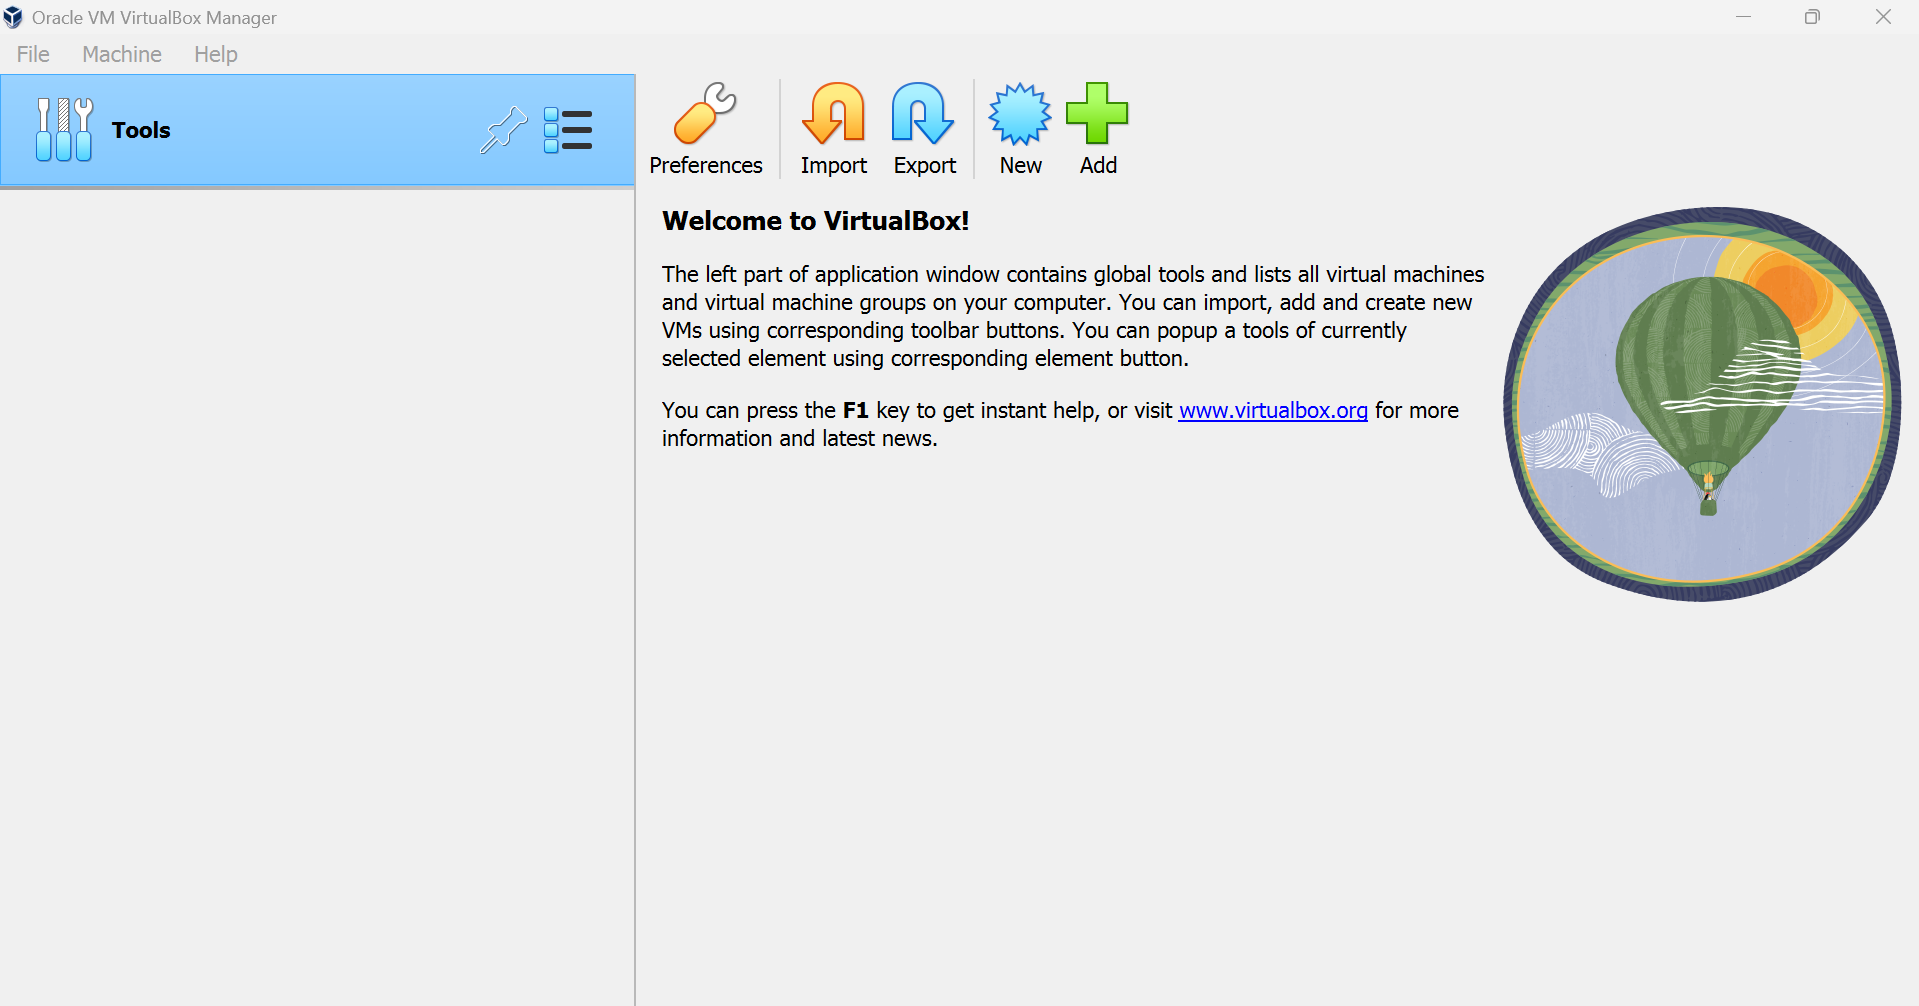 Oracle VM VirtualBox Manager
File Machine Help
Tools
Preferences Import Export New Add
Welcome to VirtualBox!
The left part of application window contains global tools and lists all virtual machines
and virtual machine groups on your computer. You can import, add and create new
VMs using corresponding toolbar buttons. You can popup a tools of currently
selected element using corresponding element button.
You can press the F1 key to get instant help, or visit www.virtualbox.org for more
information and latest news.